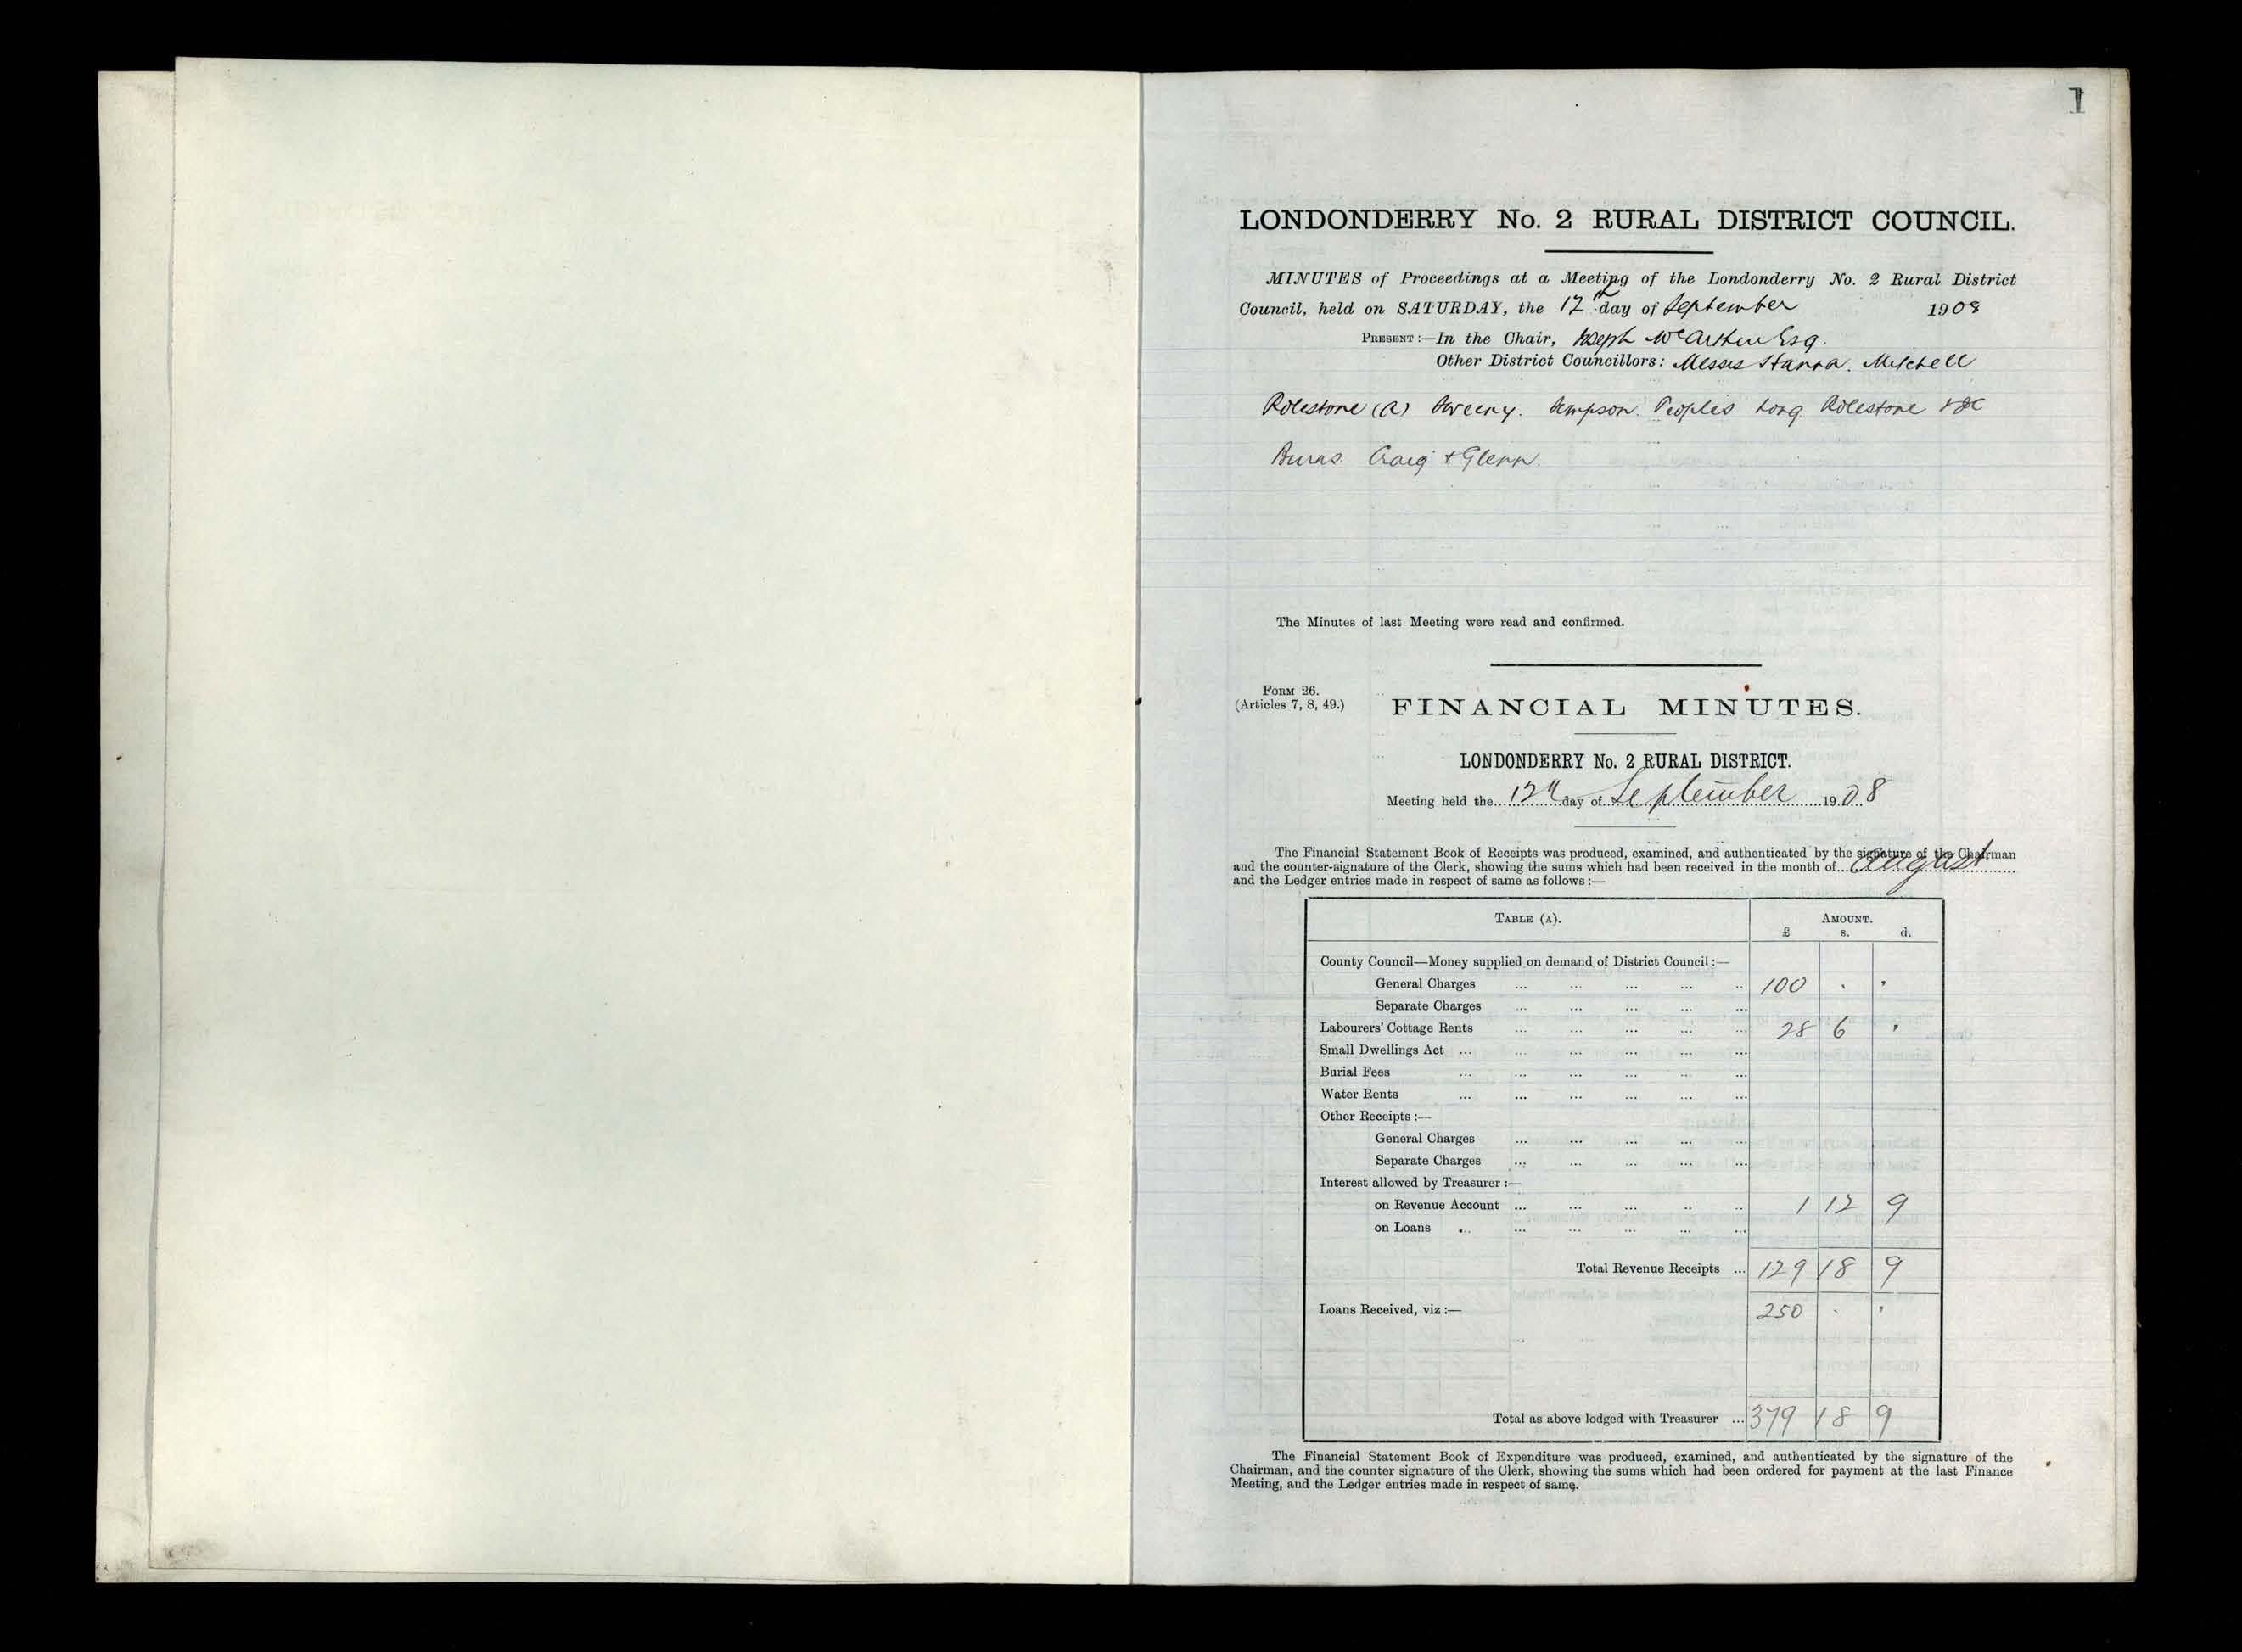 1
LONDONDERRY No. 2 RURAL DISTRICT COUNCIL.
MINUTES of Proceedings at a Meeting of the Londonderry No. 2 Rural District
Council, held on SATURDAY, the 12th day of September 1908
PRESENT:—In the Chair, Joseph McArthur Esq.
Other District Councillors: Messrs Hanna. Mitchell
Rolestone (A) Sweeny. Simpson. Peoples Long Rolestone
Burns. Craig + Glenn.
The Minutes of last Meeting were read and confirmed.
FORM 26.
(Articles 7, 8, 49.)
FINANCIAL MINUTES.
LONDONDERRY No. 2 RURAL DISTRICT.
Meeting held the 12th day of September 1908
The Financial Statement Book of Receipts was produced, examined, and authenticated by the signature of the Chairman
and the counter-signature of the Clerk, showing the sums which had been received in the month of August
and the Ledger entries made in respect of same as follows:—
TABLE (A). AMOUNT.
£ s. d.
County Council—Money supplied on demand of District Council:—
General Charges ... ... ... ... .. 100 . .
Separate Charges ... ... ... ... ...
Labourers' Cottage Rents ... ... ... ... ... 28 6 .
Small Dwellings Act ... ... ... ... ... ...
Burial Fees ... ... ... ... ... ...
Water Rents ... ... ... ... ... ...
Other Receipts:—
General Charges ... ... ... ... ...
Separate Charges ... ... ... ... ...
Interest allowed by Treasurer:—
on Revenue Account ... ... ... .. .. 1 12 9
on Loans ... ... ... ... ... ...
Total Revenue Receipts ... 129 18 9
Loans Received, viz:— 250 . .
Total as above lodged with Treasurer ... 379 18 9
The Financial Statement Book of Expenditure was produced, examined, and authenticated by the signature of the
Chairman, and the counter signature of the Clerk, showing the sums which had been ordered for payment at the last Finance
Meeting, and the Ledger entries made in respect of same.